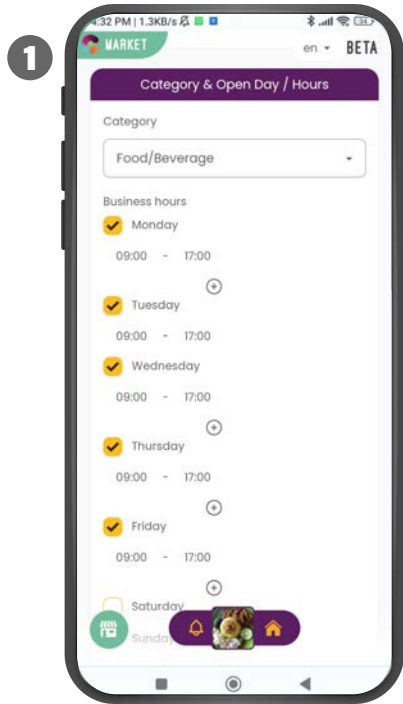 1
4:32 PM | 1.3KB/s
MARKET
en
BETA
Category & Open Day / Hours
Category
Food/Beverage
Business hours
Monday
09:00 - 17:00
Tuesday
09:00 - 17:00
Wednesday
09:00 - 17:00
Thursday
09:00 - 17:00
Friday
09:00 - 17:00
Saturday
Sunday